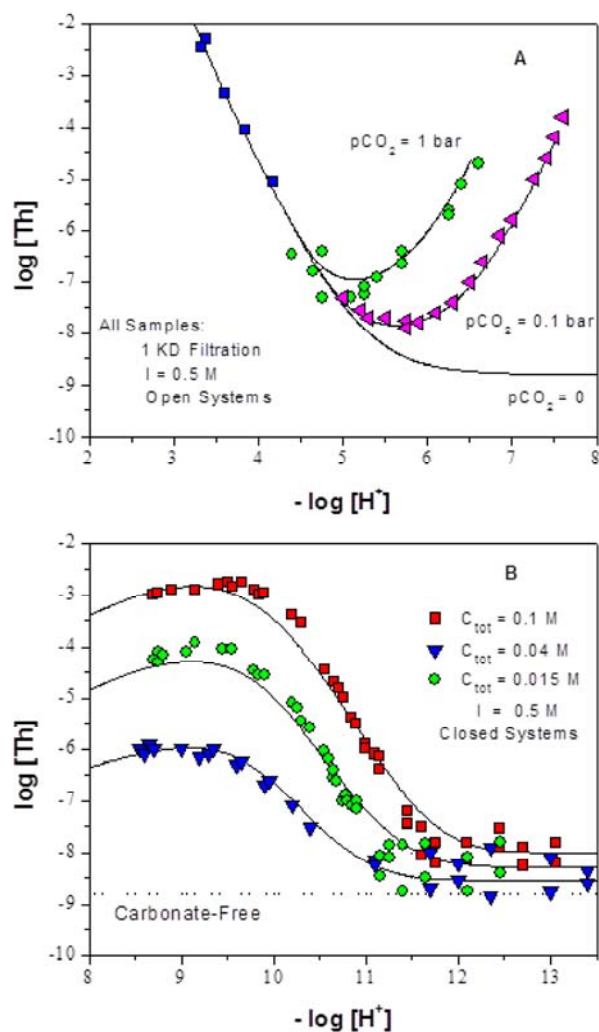 A
-2
-3
-4
-5
-6
-7
-8
-9
-10
log [Th]
pCO₂ = 1 bar
pCO₂ = 0.1 bar
pCO₂ = 0
All Samples:
1 KD Filtration
I = 0.5 M
Open Systems
2 3 4 5 6 7 8
- log [H⁺]
B
-2
-3
-4
-5
-6
-7
-8
-9
-10
log [Th]
C_tot = 0.1 M
C_tot = 0.04 M
C_tot = 0.015 M
I = 0.5 M
Closed Systems
Carbonate-Free
8 9 10 11 12 13
- log [H⁺]